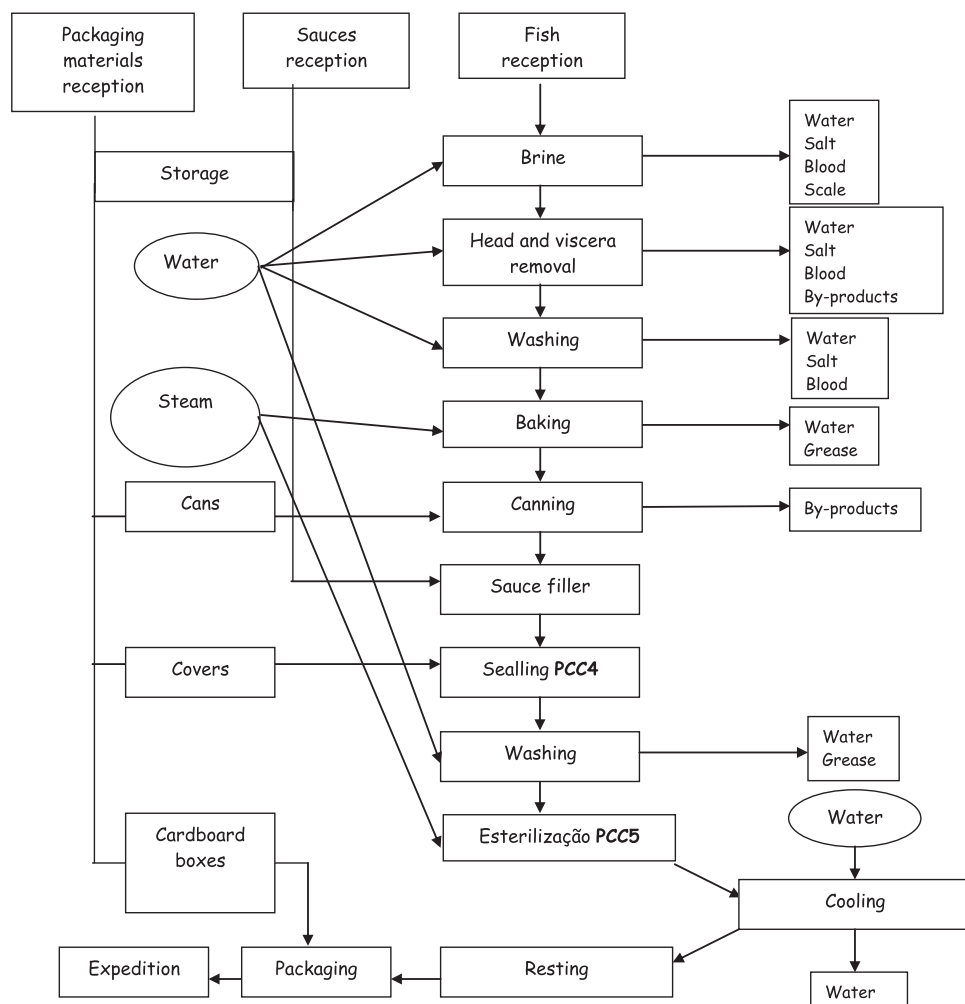 Packaging
materials
reception
Sauces
reception
Fish
reception
Storage
Brine
Water
Salt
Blood
Scale
Water
Head and viscera
removal
Water
Salt
Blood
By-products
Washing
Water
Salt
Blood
Steam
Baking
Water
Grease
Cans
Canning
By-products
Sauce filler
Covers
Sealling PCC4
Washing
Water
Grease
Cardboard
boxes
Esterilização PCC5
Water
Cooling
Expedition
Packaging
Resting
Water